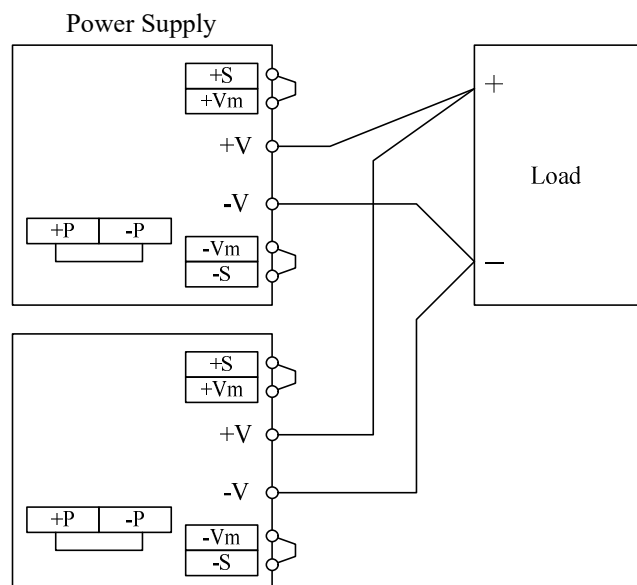 Power Supply
+S
+Vm
+V
-V
+P -P
-Vm
-S
+
Load
−
+S
+Vm
+V
-V
+P -P
-Vm
-S